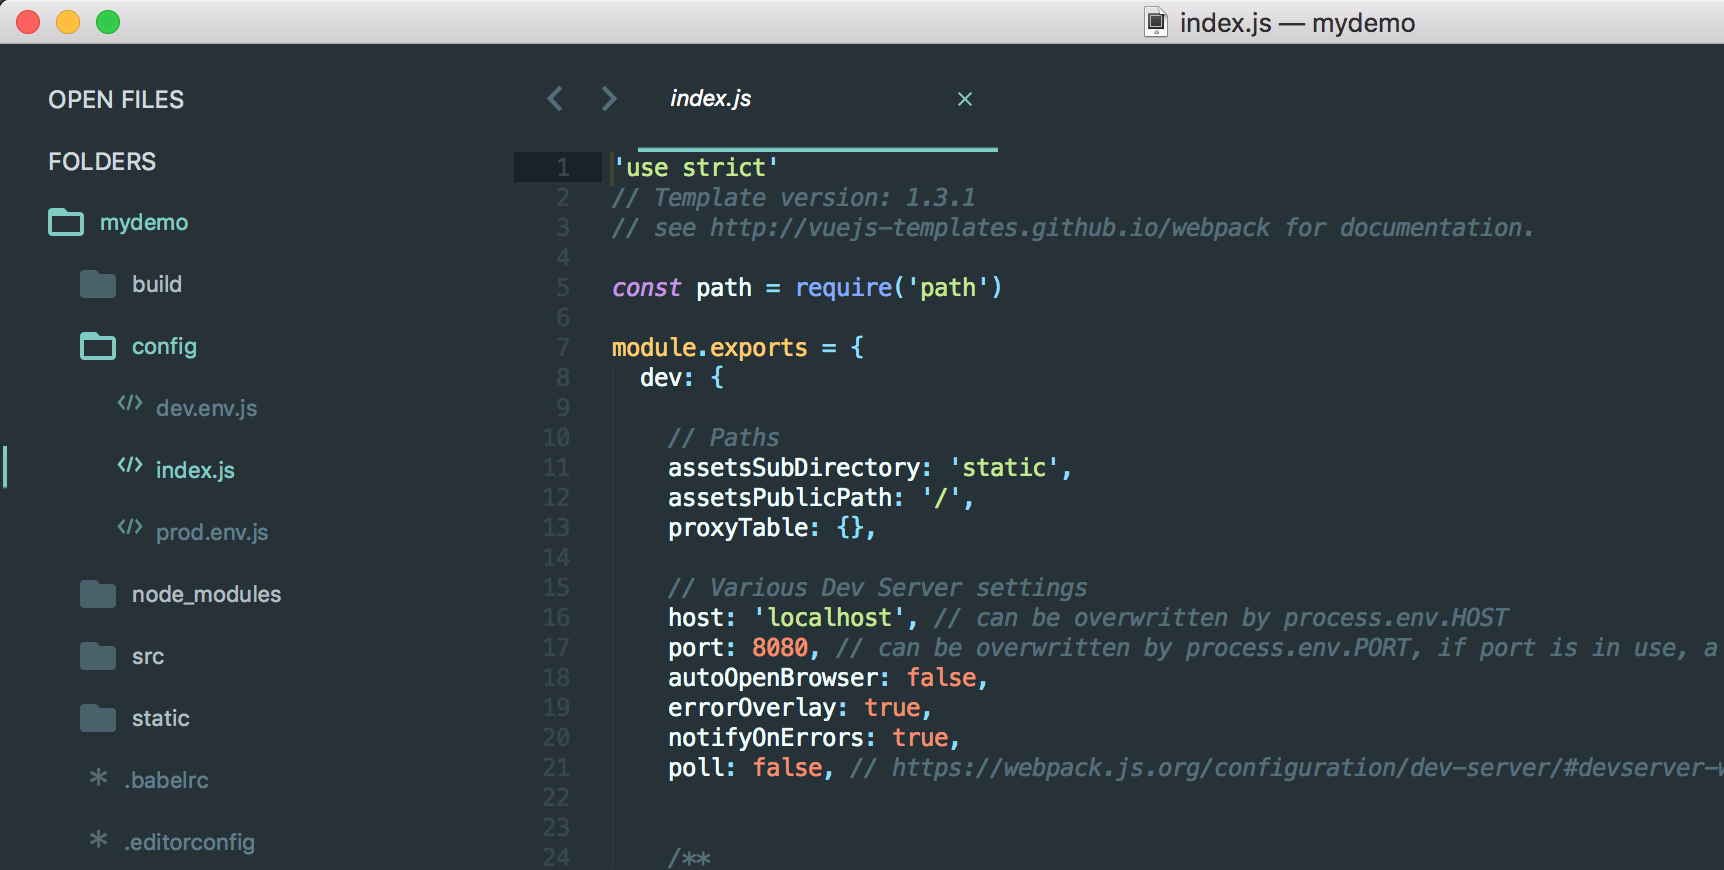 index.js — mydemo
OPEN FILES
FOLDERS
mydemo
build
config
</> dev.env.js
</> index.js
</> prod.env.js
node_modules
src
static
* .babelrc
* .editorconfig
index.js ×
1 'use strict'
2 // Template version: 1.3.1
3 // see http://vuejs-templates.github.io/webpack for documentation.
4
5 const path = require('path')
6
7 module.exports = {
8   dev: {
9
10     // Paths
11     assetsSubDirectory: 'static',
12     assetsPublicPath: '/',
13     proxyTable: {},
14
15     // Various Dev Server settings
16     host: 'localhost', // can be overwritten by process.env.HOST
17     port: 8080, // can be overwritten by process.env.PORT, if port is in use, a
18     autoOpenBrowser: false,
19     errorOverlay: true,
20     notifyOnErrors: true,
21     poll: false, // https://webpack.js.org/configuration/dev-server/#devserver-
22
23
24     /**